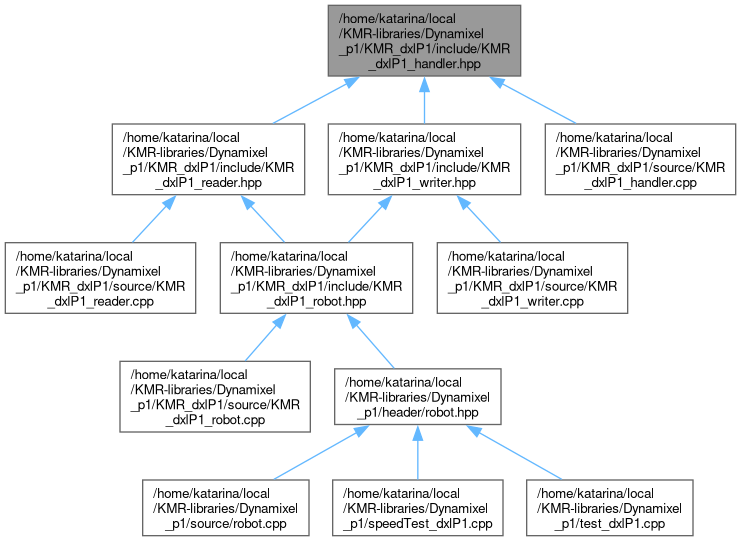 /home/katarina/local
/KMR-libraries/Dynamixel
_p1/KMR_dxlP1/include/KMR
_dxlP1_handler.hpp
/home/katarina/local
/KMR-libraries/Dynamixel
_p1/KMR_dxlP1/include/KMR
_dxlP1_reader.hpp
/home/katarina/local
/KMR-libraries/Dynamixel
_p1/KMR_dxlP1/include/KMR
_dxlP1_writer.hpp
/home/katarina/local
/KMR-libraries/Dynamixel
_p1/KMR_dxlP1/source/KMR
_dxlP1_handler.cpp
/home/katarina/local
/KMR-libraries/Dynamixel
_p1/KMR_dxlP1/source/KMR
_dxlP1_reader.cpp
/home/katarina/local
/KMR-libraries/Dynamixel
_p1/KMR_dxlP1/include/KMR
_dxlP1_robot.hpp
/home/katarina/local
/KMR-libraries/Dynamixel
_p1/KMR_dxlP1/source/KMR
_dxlP1_writer.cpp
/home/katarina/local
/KMR-libraries/Dynamixel
_p1/KMR_dxlP1/source/KMR
_dxlP1_robot.cpp
/home/katarina/local
/KMR-libraries/Dynamixel
_p1/header/robot.hpp
/home/katarina/local
/KMR-libraries/Dynamixel
_p1/source/robot.cpp
/home/katarina/local
/KMR-libraries/Dynamixel
_p1/speedTest_dxlP1.cpp
/home/katarina/local
/KMR-libraries/Dynamixel
_p1/test_dxlP1.cpp